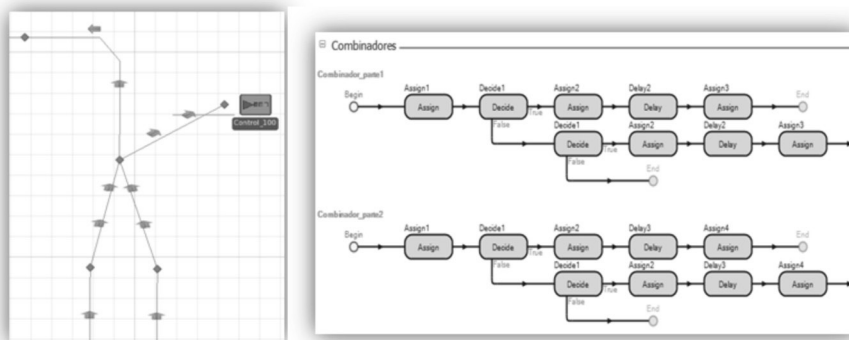 Control_100
Combinadores
Combinador_parte1
Begin
Assign1
Assign
Decide1
Decide
True
False
Assign2
Assign
Delay2
Delay
Assign3
Assign
End
Decide1
Decide
True
False
Assign2
Assign
Delay2
Delay
Assign3
Assign
End
Combinador_parte2
Begin
Assign1
Assign
Decide1
Decide
True
False
Assign2
Assign
Delay3
Delay
Assign4
Assign
End
Decide1
Decide
True
False
Assign2
Assign
Delay3
Delay
Assign4
Assign
End